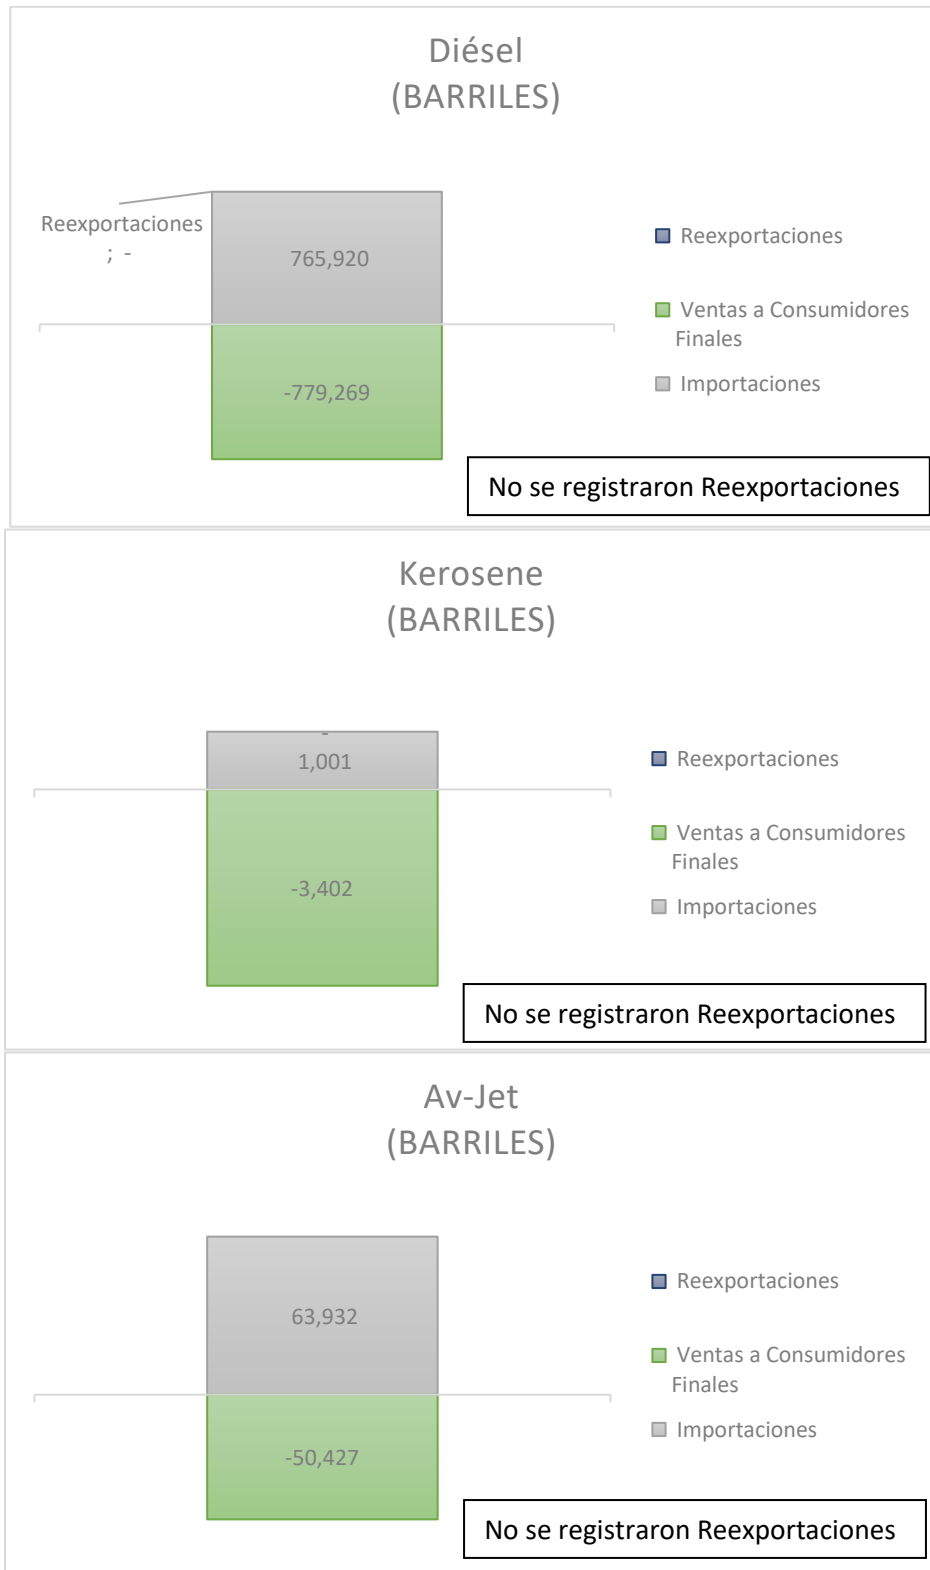 Diésel
(BARRILES)
Reexportaciones
; -
765,920
-779,269
Reexportaciones
Ventas a Consumidores
Finales
Importaciones
No se registraron Reexportaciones
Kerosene
(BARRILES)
-
1,001
-3,402
Reexportaciones
Ventas a Consumidores
Finales
Importaciones
No se registraron Reexportaciones
Av-Jet
(BARRILES)
63,932
-50,427
Reexportaciones
Ventas a Consumidores
Finales
Importaciones
No se registraron Reexportaciones